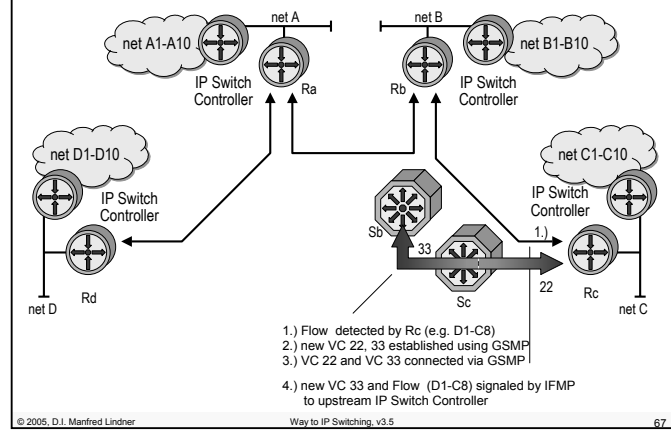 net A
net B
net A1-A10
net B1-B10
IP Switch
Controller
Ra
Rb
IP Switch
Controller
net D1-D10
net C1-C10
IP Switch
Controller
IP Switch
Controller
Sb
33
1.)
Sc
22
Rd
Rc
net D
net C
1.) Flow detected by Rc (e.g. D1-C8)
2.) new VC 22, 33 established using GSMP
3.) VC 22 and VC 33 connected via GSMP
4.) new VC 33 and Flow (D1-C8) signaled by IFMP
to upstream IP Switch Controller
© 2005, D.I. Manfred Lindner
Way to IP Switching, v3.5
67